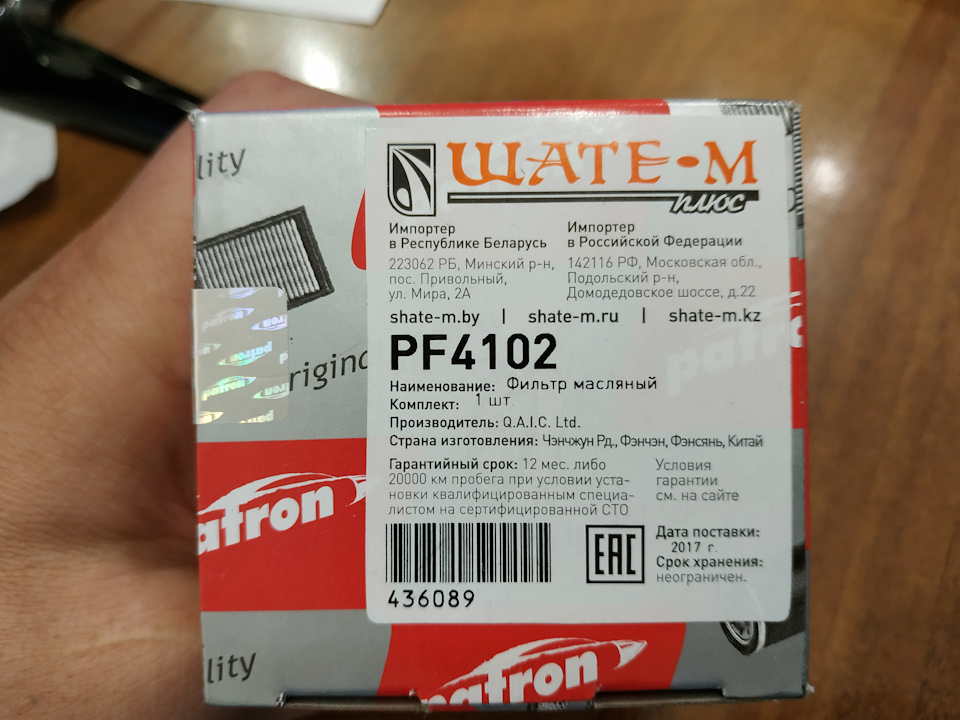 lity
ШАТЕ-М
плюс
Импортер
в Республике Беларусь
223062 РБ, Минский р-н,
пос. Привольный,
ул. Мира, 2А
Импортер
в Российской Федерации
142116 РФ, Московская обл.,
Подольский р-н,
Домодедовское шоссе, д.22
shate-m.by | shate-m.ru | shate-m.kz
PF4102
Наименование: Фильтр масляный
Комплект: 1 шт.
Производитель: Q.A.I.C. Ltd.
Страна изготовления: Чэнчжун Рд., Фэнчэн, Фэнсянь, Китай
Гарантийный срок: 12 мес. либо
20000 км пробега при условии уста-
новки квалифицированным специа-
листом на сертифицированной СТО
Условия
гарантии
см. на сайте
EAC
Дата поставки:
2017 г.
Срок хранения:
неограничен.
436089
rigina
patron
atron
lity
patron